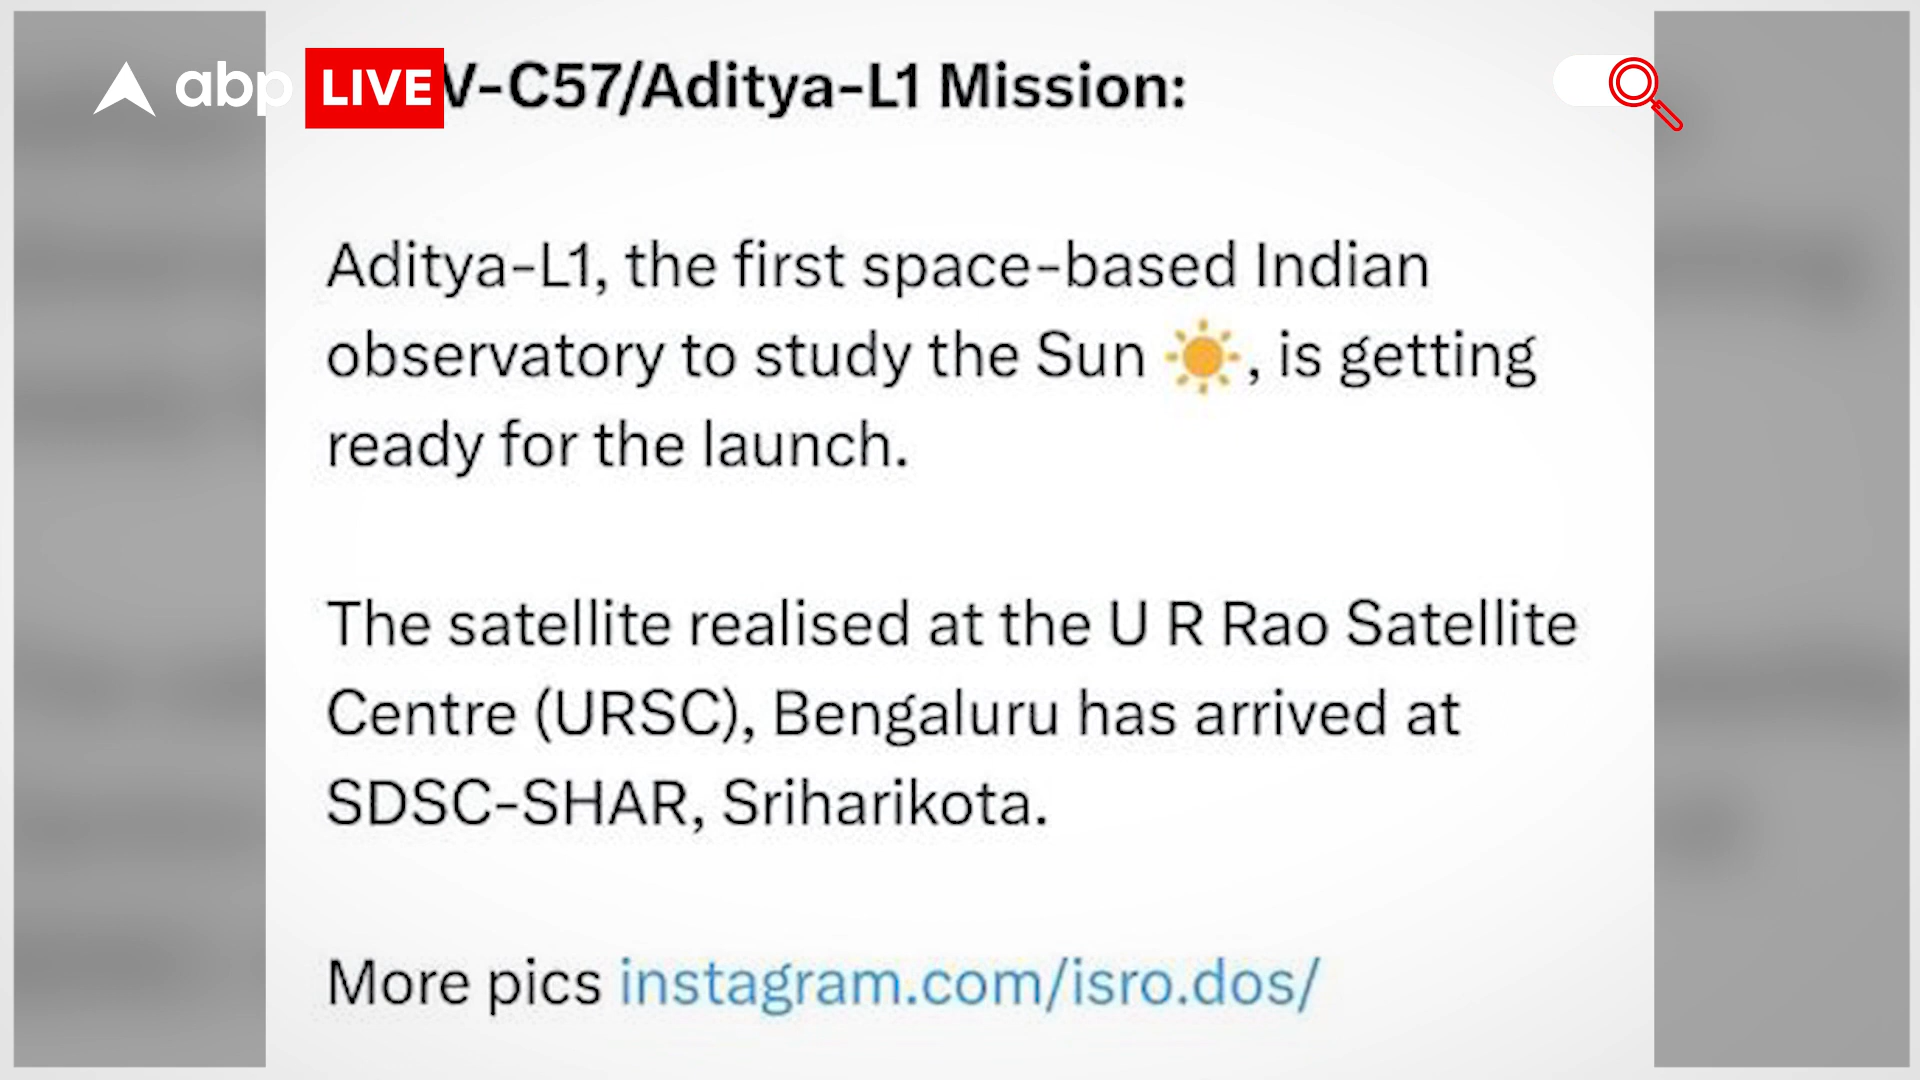 abp LIVE
V-C57/Aditya-L1 Mission:
Aditya-L1, the first space-based Indian
observatory to study the Sun ☀️, is getting
ready for the launch.
The satellite realised at the U R Rao Satellite
Centre (URSC), Bengaluru has arrived at
SDSC-SHAR, Sriharikota.
More pics instagram.com/isro.dos/